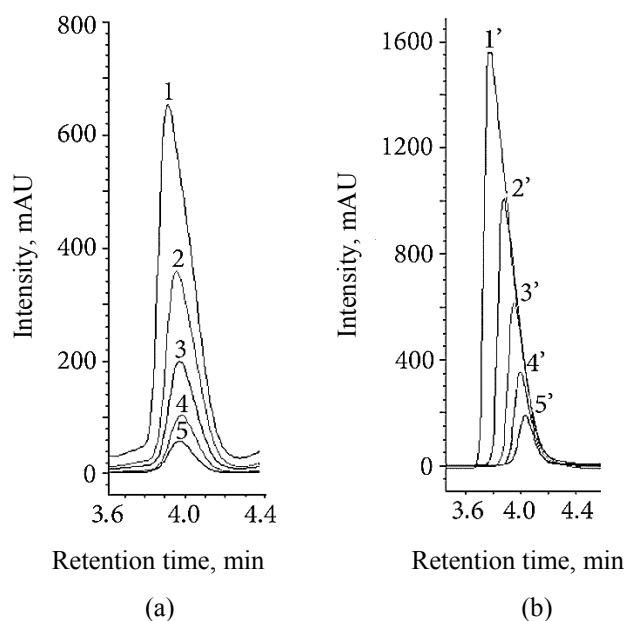 800
600
400
200
0
Intensity, mAU
1
2
3
4
5
3.6 4.0 4.4
Retention time, min
(a)
1600
1200
800
400
0
Intensity, mAU
1’
2’
3’
4’
5’
3.6 4.0 4.4
Retention time, min
(b)